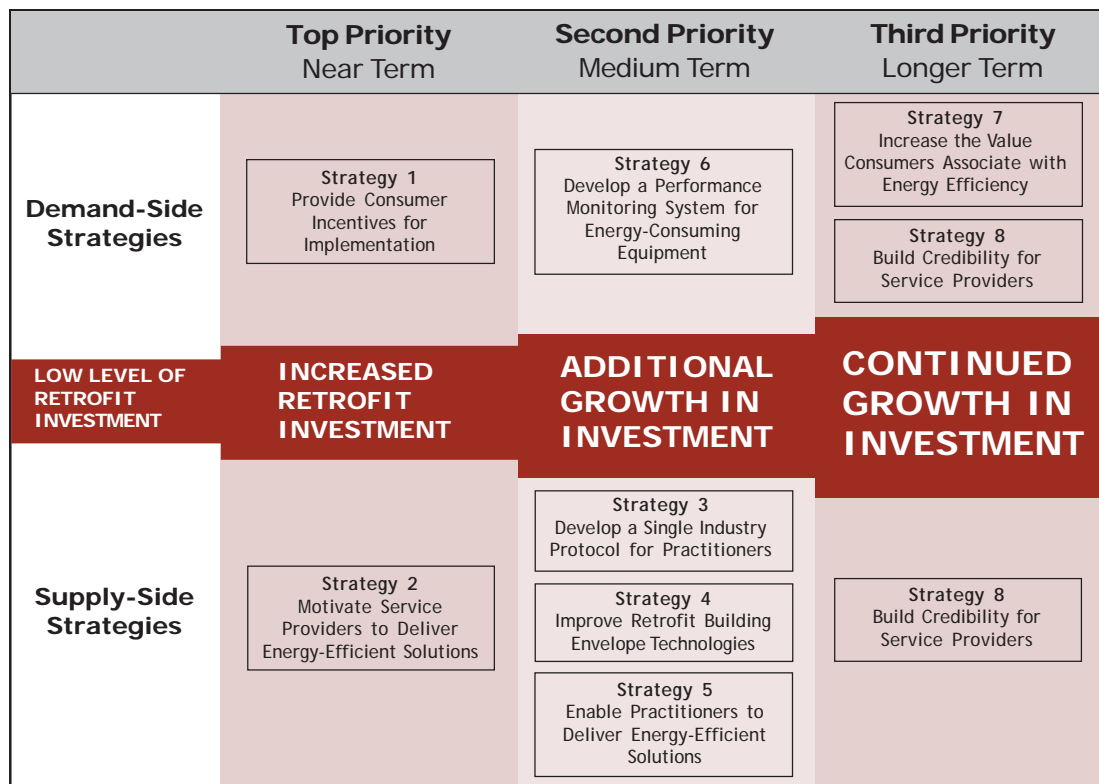 Top Priority
Near Term
Second Priority
Medium Term
Third Priority
Longer Term
Demand-Side
Strategies
Strategy 1
Provide Consumer
Incentives for
Implementation
Strategy 6
Develop a Performance
Monitoring System for
Energy-Consuming
Equipment
Strategy 7
Increase the Value
Consumers Associate with
Energy Efficiency
Strategy 8
Build Credibility for
Service Providers
LOW LEVEL OF
RETROFIT
INVESTMENT
INCREASED
RETROFIT
INVESTMENT
ADDITIONAL
GROWTH IN
INVESTMENT
CONTINUED
GROWTH IN
INVESTMENT
Supply-Side
Strategies
Strategy 2
Motivate Service
Providers to Deliver
Energy-Efficient Solutions
Strategy 3
Develop a Single Industry
Protocol for Practitioners
Strategy 4
Improve Retrofit Building
Envelope Technologies
Strategy 5
Enable Practitioners to
Deliver Energy-Efficient
Solutions
Strategy 8
Build Credibility for
Service Providers